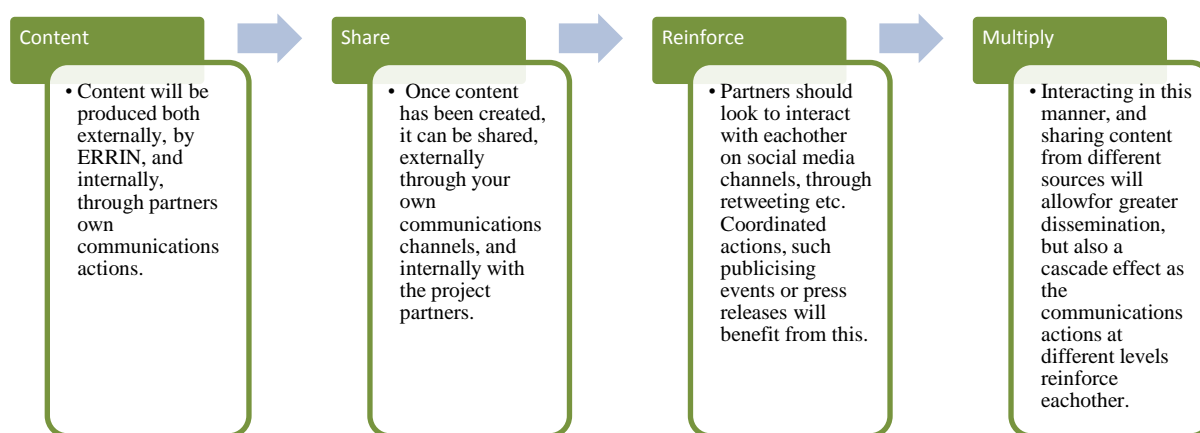 Content
• Content will be
produced both
externally, by
ERRIN, and
internally,
through partners
own
communications
actions.
Share
• Once content
has been created,
it can be shared,
externally
through your
own
communications
channels, and
internally with
the project
partners.
Reinforce
• Partners should
look to interact
with eachother
on social media
channels, through
retweeting etc.
Coordinated
actions, such
publicising
events or press
releases will
benefit from this.
Multiply
• Interacting in this
manner, and
sharing content
from different
sources will
allowfor greater
dissemination,
but also a
cascade effect as
the
communications
actions at
different levels
reinforce
eachother.